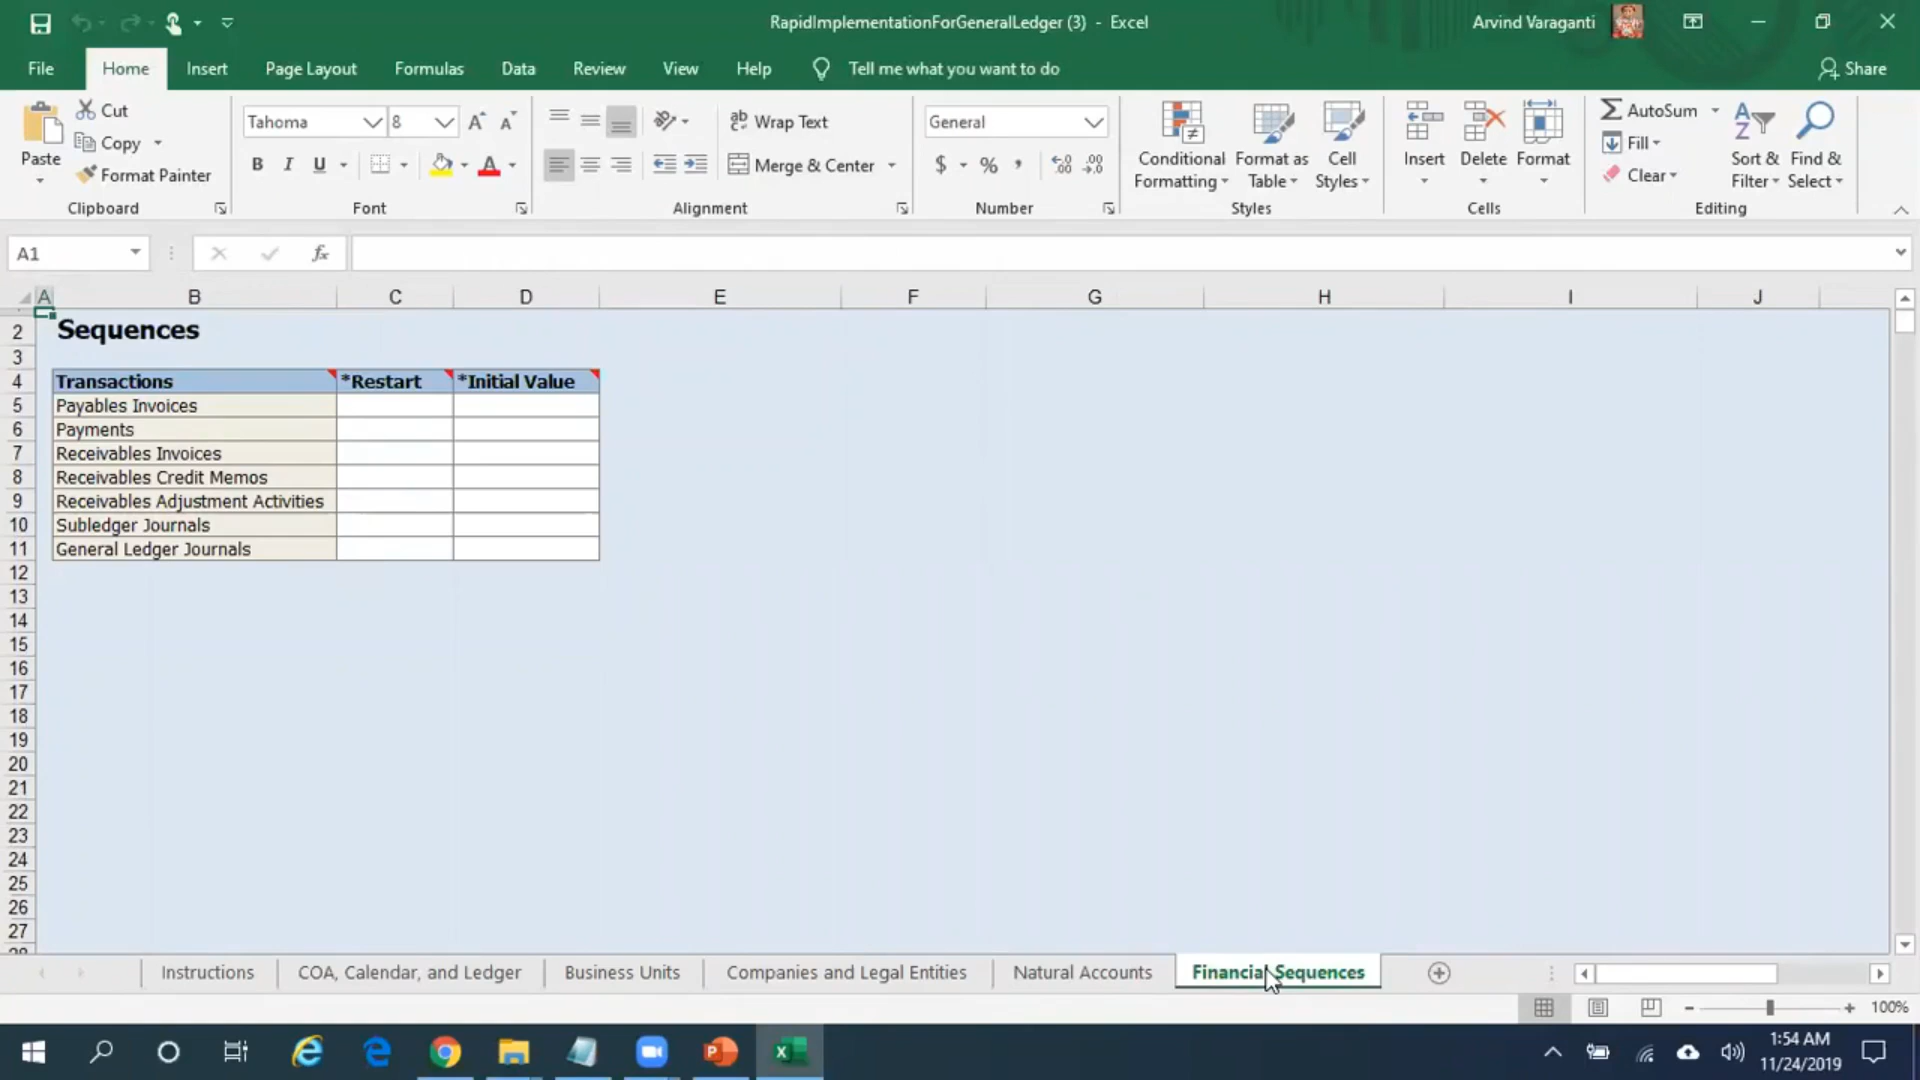 RapidImplementationForGeneralLedger (3) - Excel
Arvind Varaganti
File Home Insert Page Layout Formulas Data Review View Help Tell me what you want to do Share
Paste
Cut
Copy
Format Painter
Clipboard
Tahoma 8
B I U
Font
Wrap Text
Merge & Center
Alignment
General
$ % ,
Number
Conditional Formatting
Format as Table
Cell Styles
Styles
Insert Delete Format
Cells
AutoSum
Fill
Clear
Sort & Filter
Find & Select
Editing
A1 fx
A B C D E F G H I J
2 Sequences
3
4 Transactions *Restart *Initial Value
5 Payables Invoices
6 Payments
7 Receivables Invoices
8 Receivables Credit Memos
9 Receivables Adjustment Activities
10 Subledger Journals
11 General Ledger Journals
12
13
14
15
16
17
18
19
20
21
22
23
24
25
26
27
Instructions COA, Calendar, and Ledger Business Units Companies and Legal Entities Natural Accounts Financial Sequences
100%
1:54 AM
11/24/2019